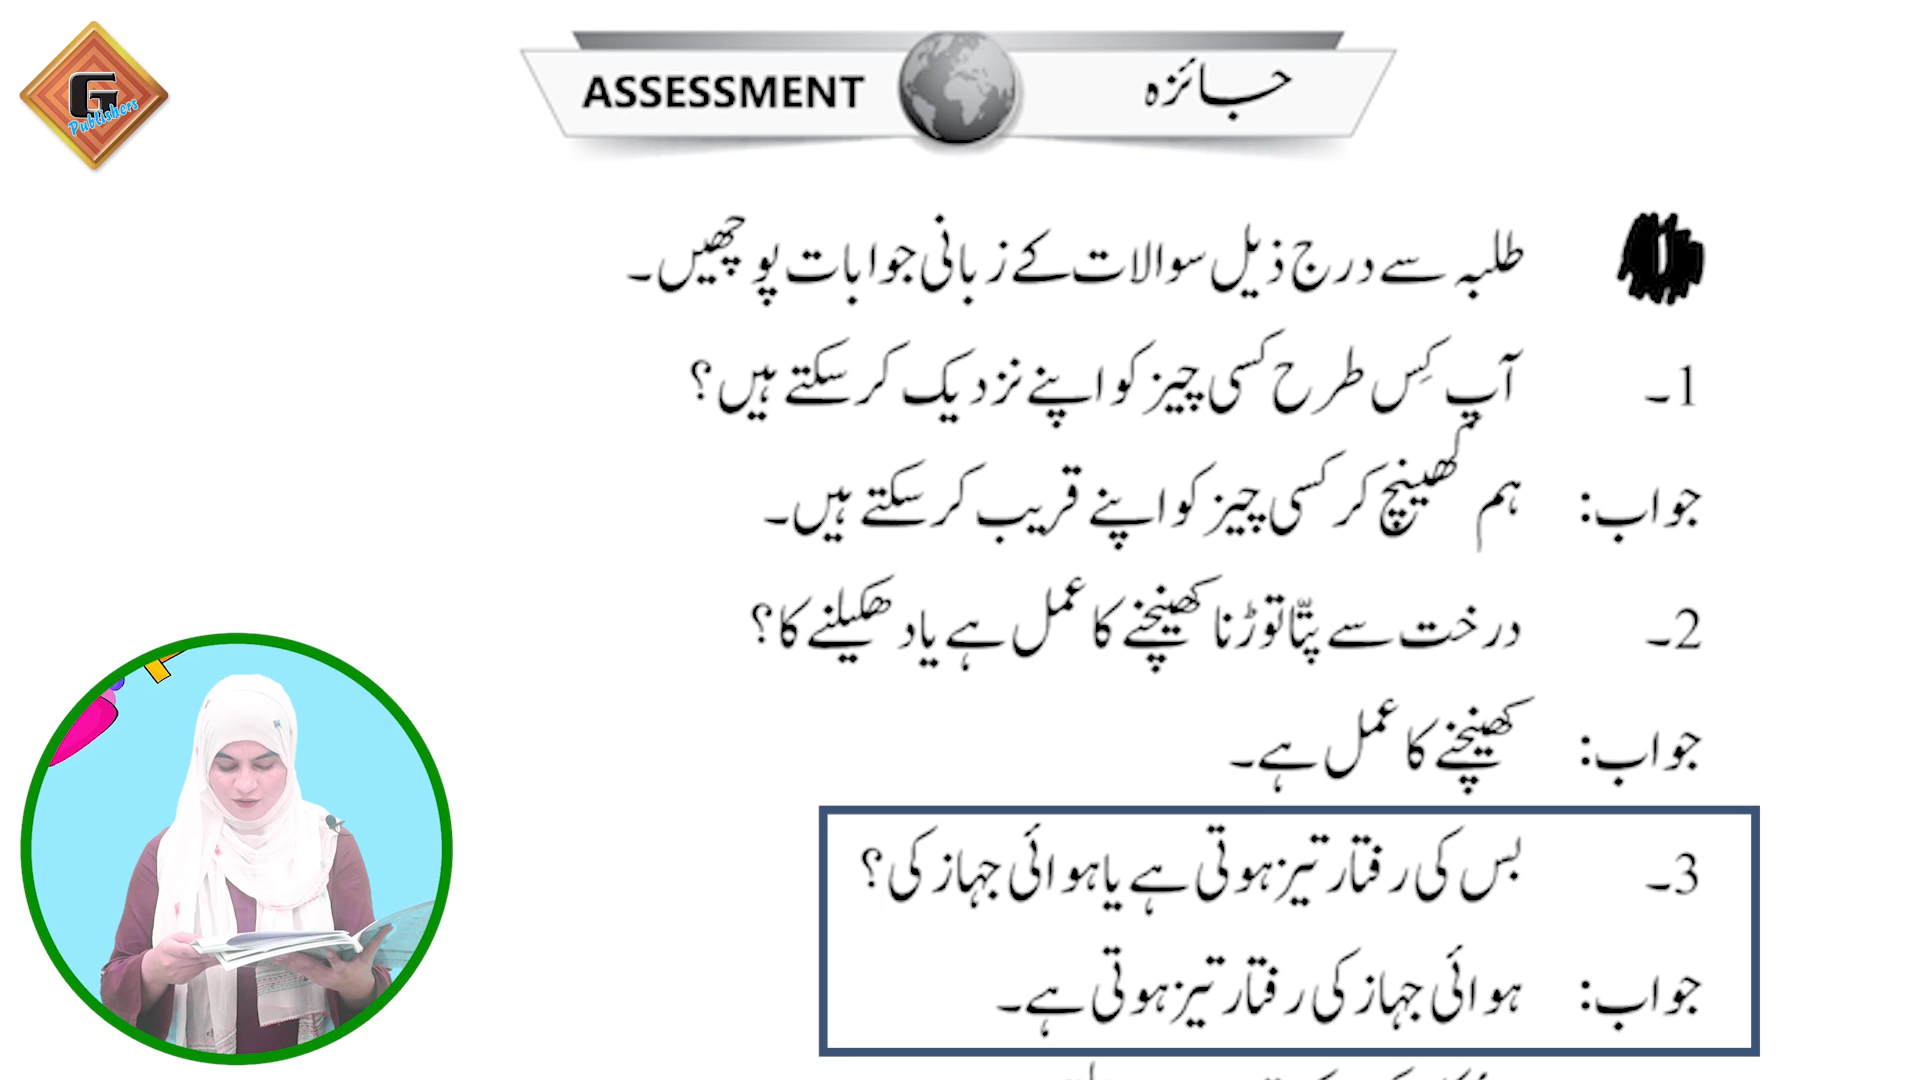 G
Publishers
ASSESSMENT جائزہ
طلبہ سے درج ذیل سوالات کے زبانی جوابات پوچھیں۔
1۔ آپ کِس طرح کسی چیز کو اپنے نزدیک کر سکتے ہیں؟
جواب: ہم کھینچ کر کسی چیز کو اپنے قریب کر سکتے ہیں۔
2۔ درخت سے پتّا توڑنا کھینچنے کا عمل ہے یا دھکیلنے کا؟
جواب: کھینچنے کا عمل ہے۔
3۔ بس کی رفتار تیز ہوتی ہے یا ہوائی جہاز کی؟
جواب: ہوائی جہاز کی رفتار تیز ہوتی ہے۔